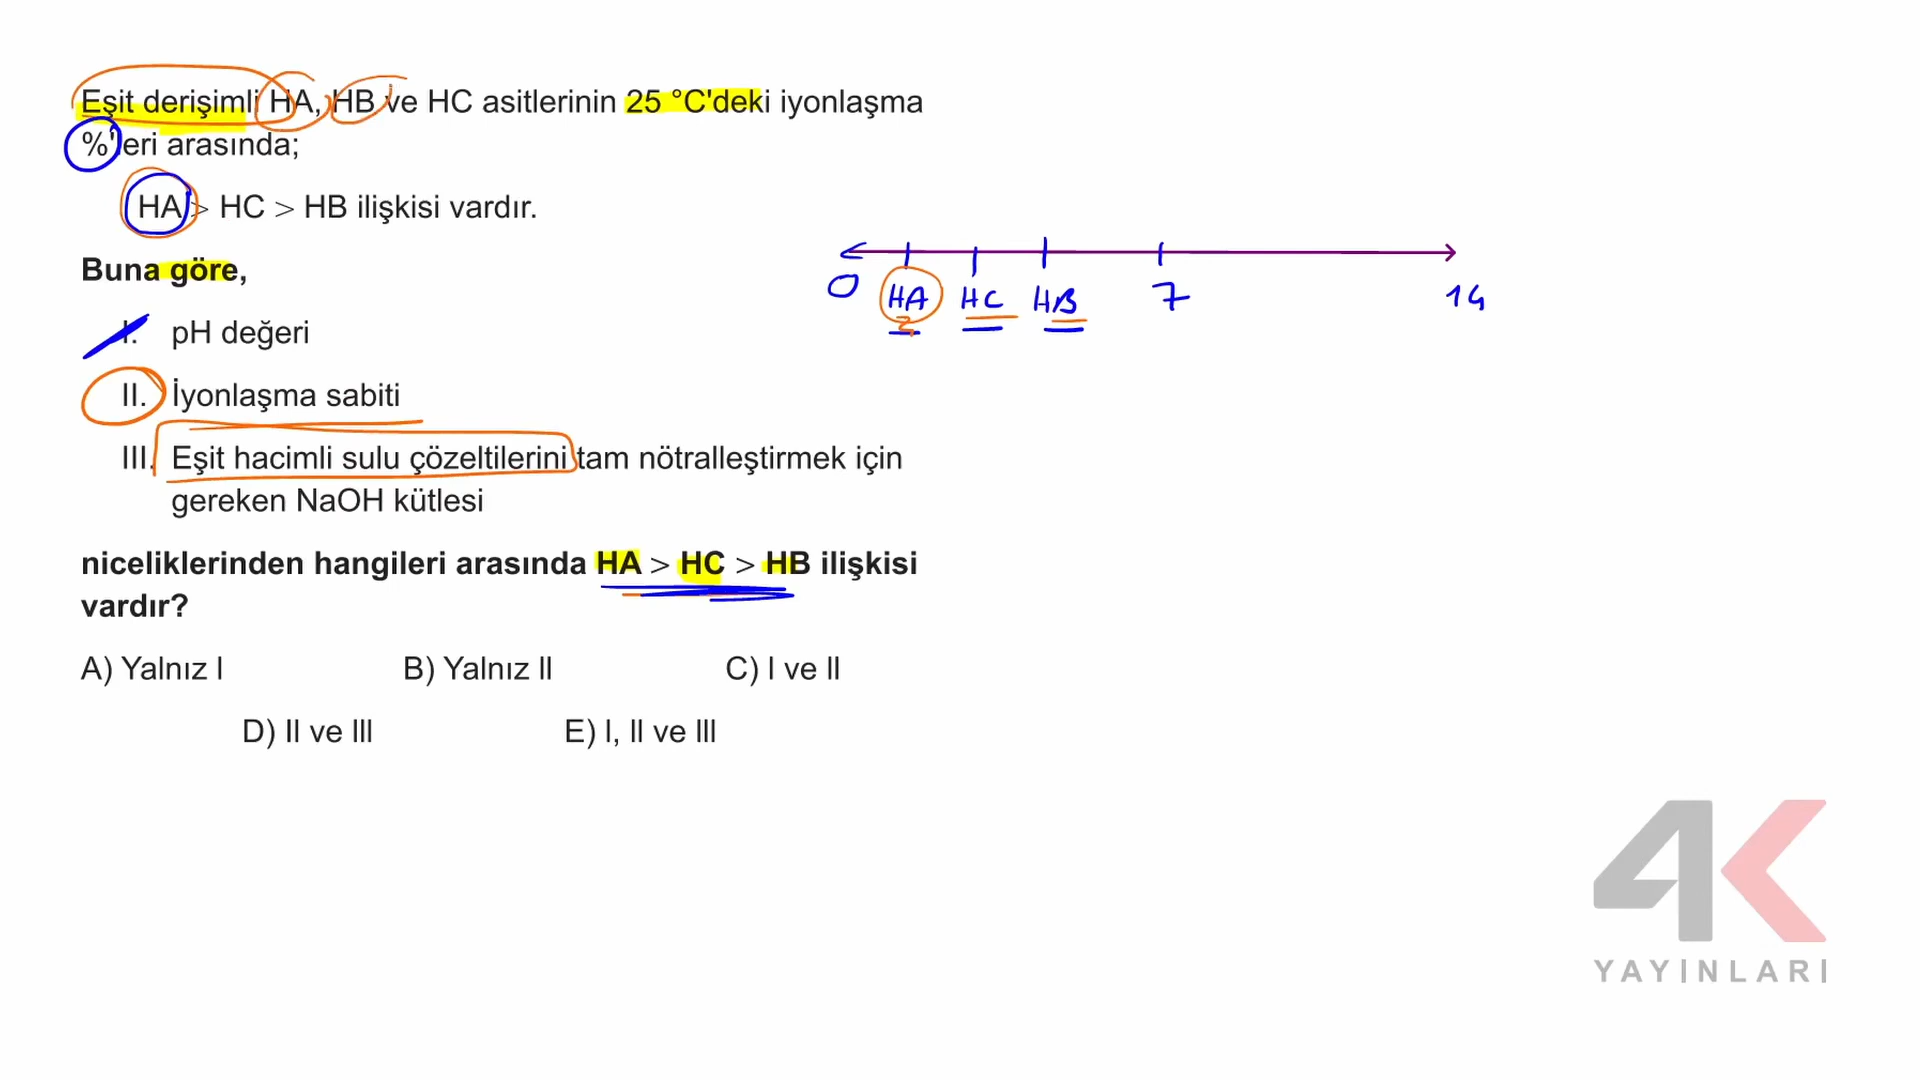 Eşit derişimli HA, HB ve HC asitlerinin 25 °C'deki iyonlaşma
%'leri arasında;
HA > HC > HB ilişkisi vardır.
Buna göre,
I. pH değeri
II. İyonlaşma sabiti
III. Eşit hacimli sulu çözeltilerini tam nötralleştirmek için
gereken NaOH kütlesi
niceliklerinden hangileri arasında HA > HC > HB ilişkisi
vardır?
A) Yalnız I B) Yalnız II C) I ve II
D) II ve III E) I, II ve III
0 HA HC HB 7 14
2
4K
YAYINLARI